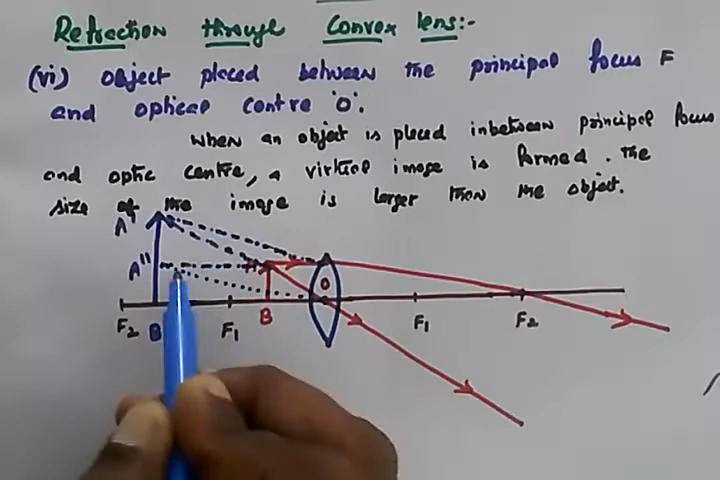 Refraction through Convex lens:-
(vi) object placed between the principal focus F
and optical centre 'O'.
When an object is placed inbetween principal focus
and optic centre, a virtual image is formed. The
size of the image is larger then the object.
A'
A''
O
F2 B F1 B F1 F2